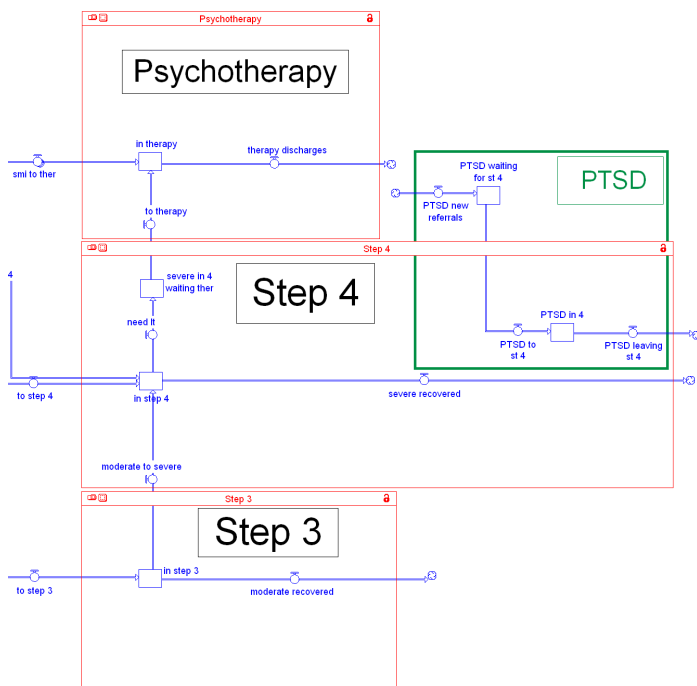 Psychotherapy
Psychotherapy
in therapy
therapy discharges
smi to ther
to therapy
PTSD waiting
for st 4
PTSD
PTSD new
referrals
Step 4
4
severe in 4
waiting ther
Step 4
need lt
PTSD in 4
PTSD to
st 4
PTSD leaving
st 4
to step 4
in step 4
severe recovered
moderate to severe
Step 3
Step 3
in step 3
to step 3
moderate recovered